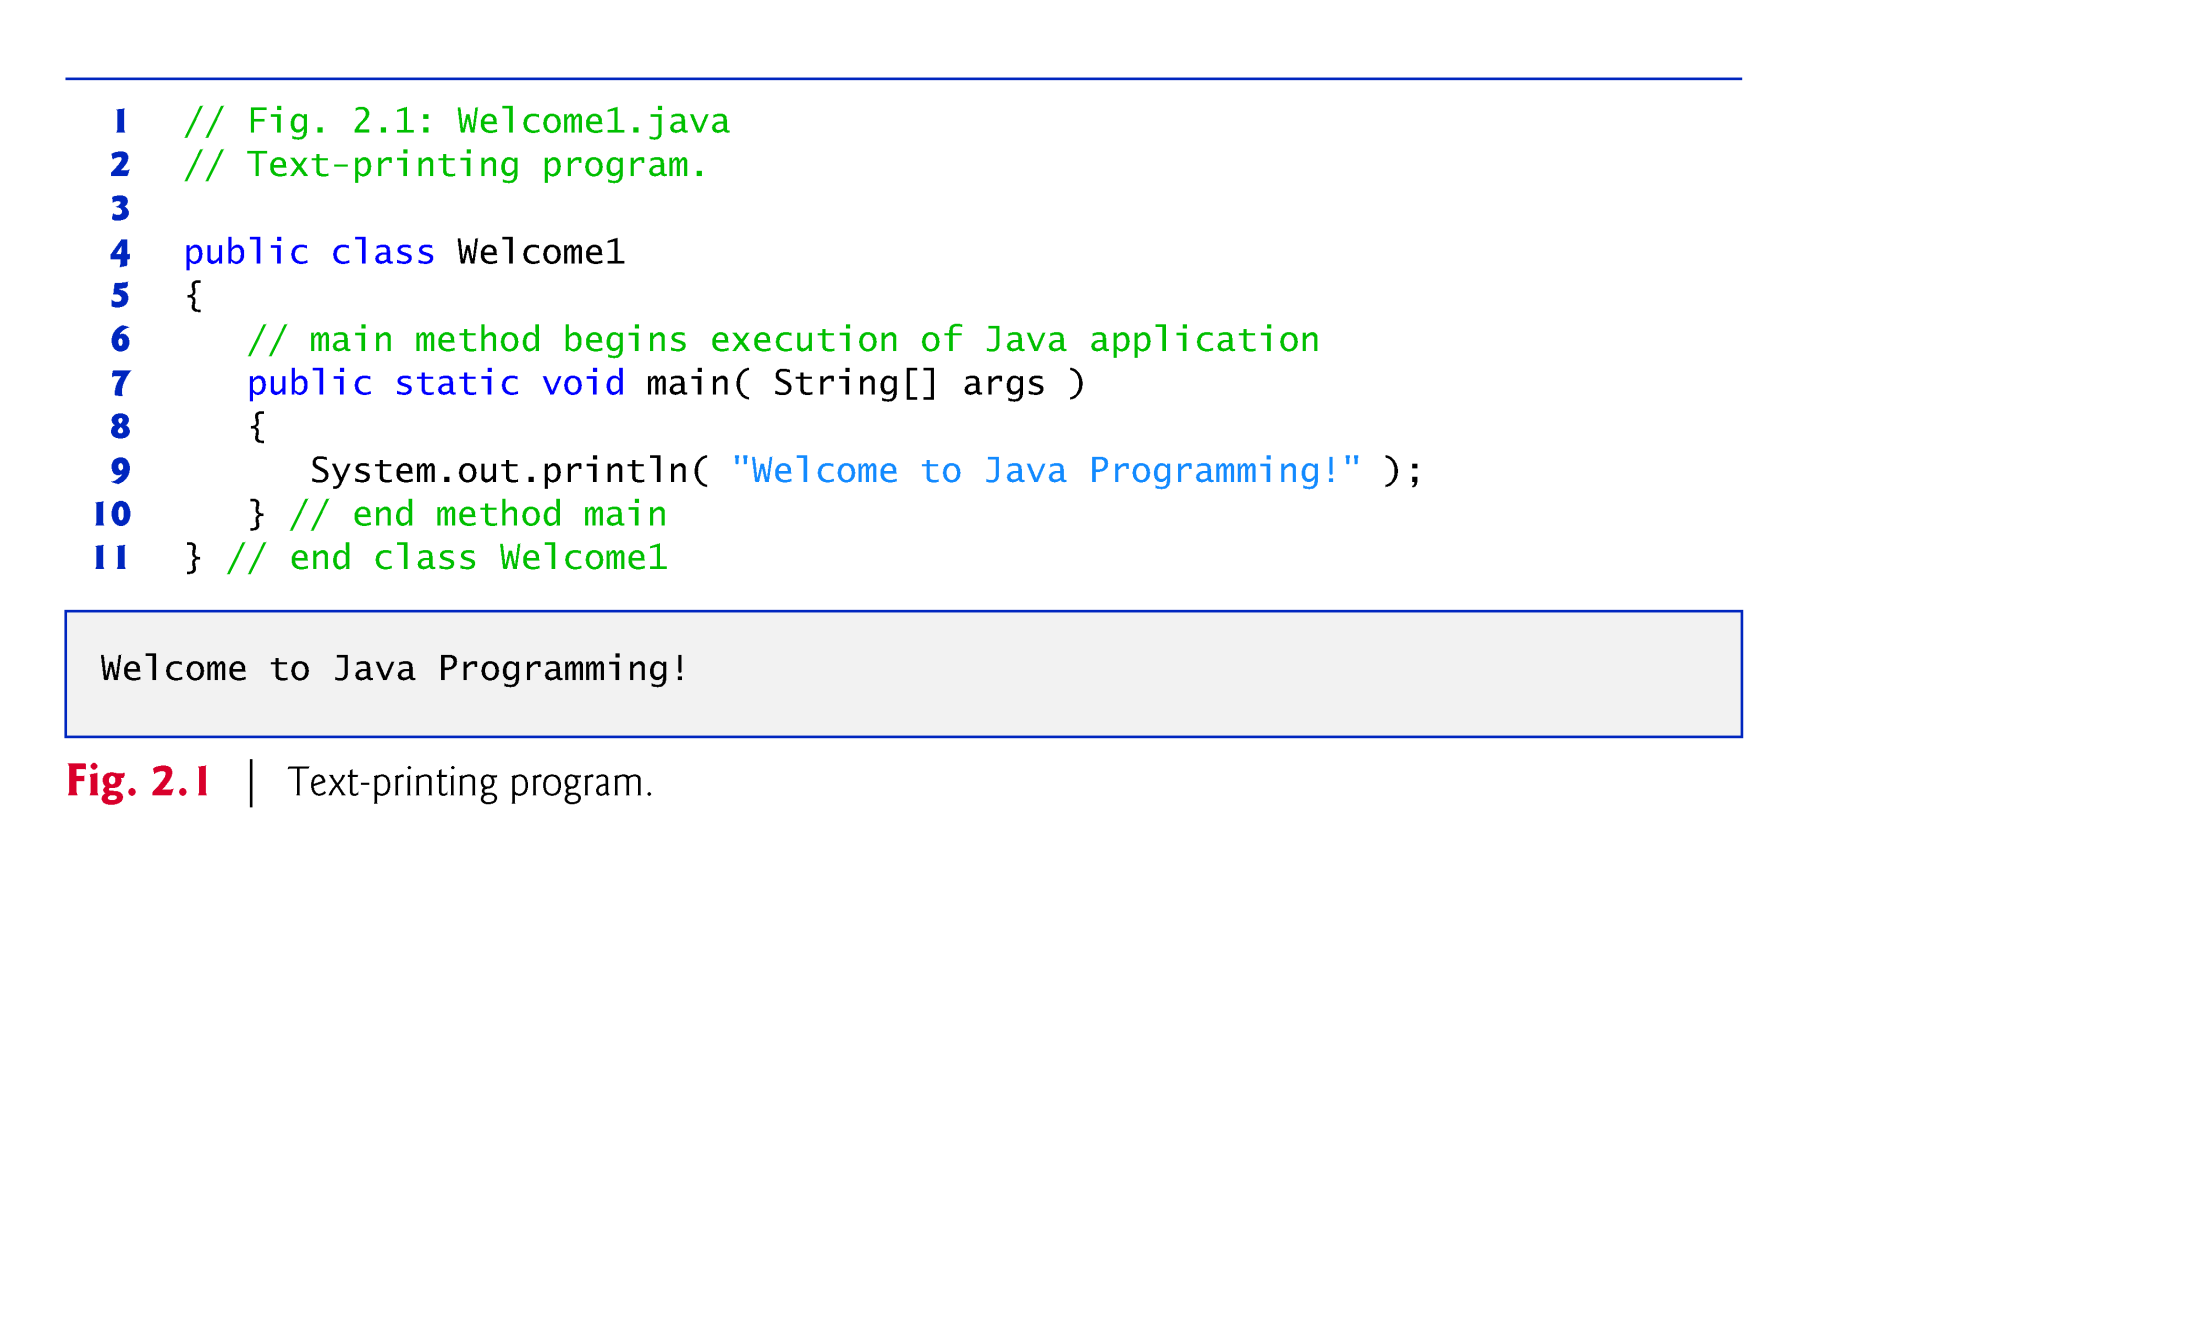 1 // Fig. 2.1: Welcome1.java
2 // Text-printing program.
3
4 public class Welcome1
5 {
6    // main method begins execution of Java application
7    public static void main( String[] args )
8    {
9       System.out.println( "Welcome to Java Programming!" );
10    } // end method main
11 } // end class Welcome1
Welcome to Java Programming!
Fig. 2.1 | Text-printing program.